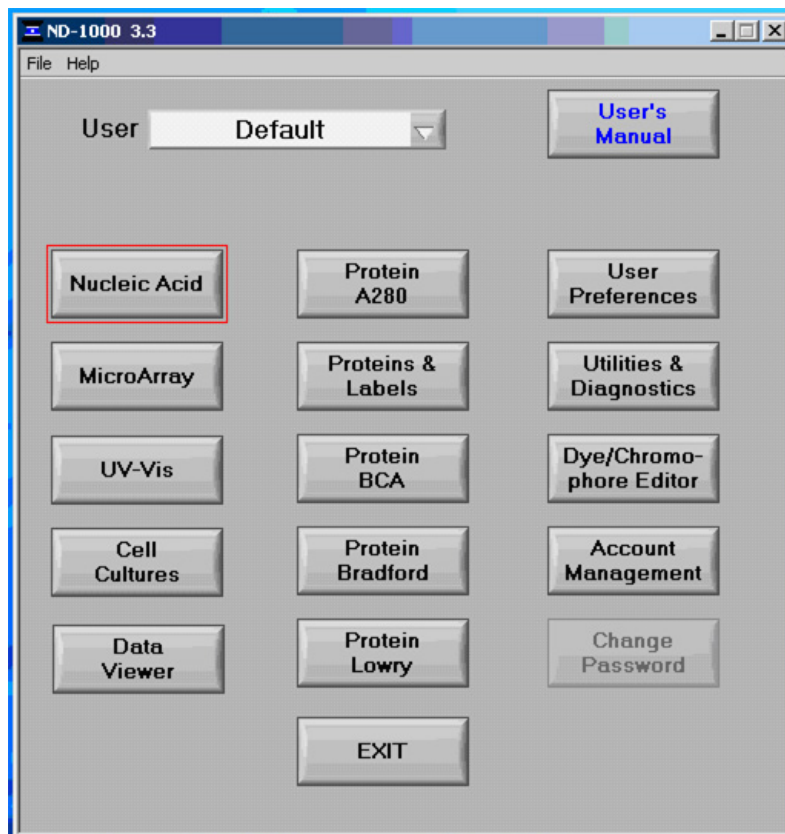 ND-1000 3.3
File Help
User Default
User's
Manual
Nucleic Acid
Protein
A280
User
Preferences
MicroArray
Proteins &
Labels
Utilities &
Diagnostics
UV-Vis
Protein
BCA
Dye/Chromo-
phore Editor
Cell
Cultures
Protein
Bradford
Account
Management
Data
Viewer
Protein
Lowry
Change
Password
EXIT